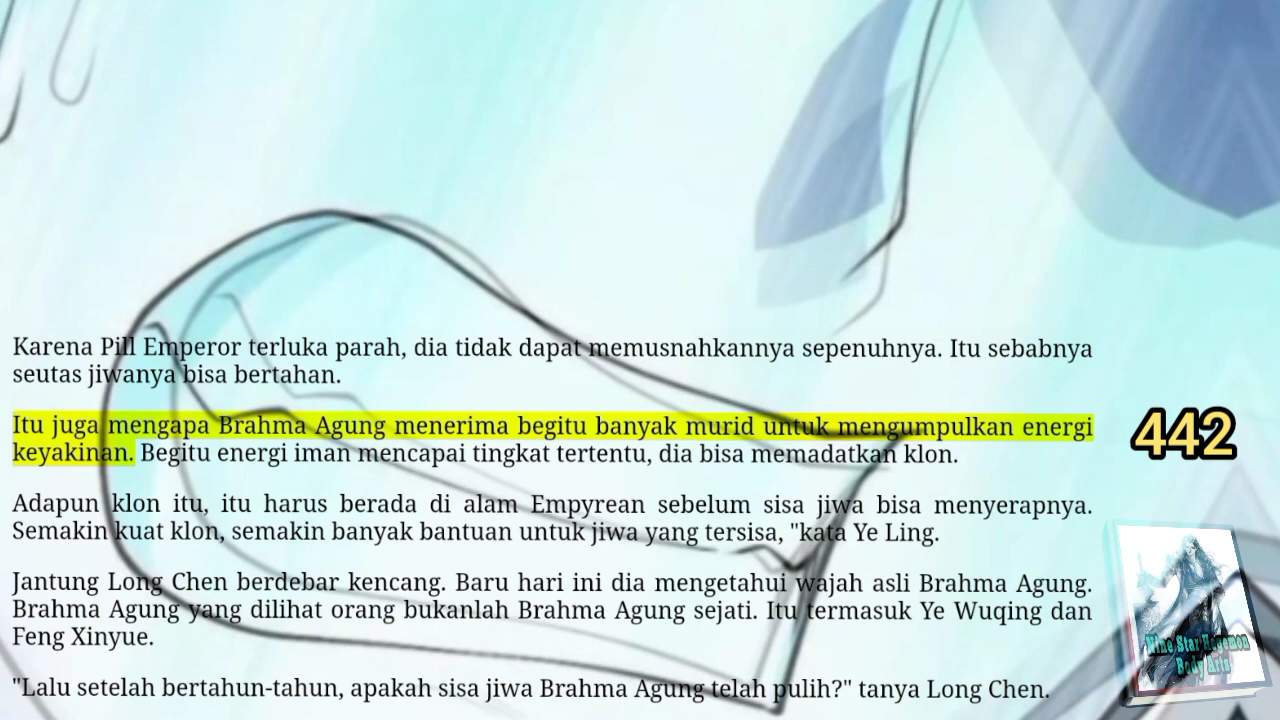 Karena Pill Emperor terluka parah, dia tidak dapat memusnahkannya sepenuhnya. Itu sebabnya
seutas jiwanya bisa bertahan.
Itu juga mengapa Brahma Agung menerima begitu banyak murid untuk mengumpulkan energi
keyakinan. Begitu energi iman mencapai tingkat tertentu, dia bisa memadatkan klon.
Adapun klon itu, itu harus berada di alam Empyrean sebelum sisa jiwa bisa menyerapnya.
Semakin kuat klon, semakin banyak bantuan untuk jiwa yang tersisa, "kata Ye Ling.
Jantung Long Chen berdebar kencang. Baru hari ini dia mengetahui wajah asli Brahma Agung.
Brahma Agung yang dilihat orang bukanlah Brahma Agung sejati. Itu termasuk Ye Wuqing dan
Feng Xinyue.
"Lalu setelah bertahun-tahun, apakah sisa jiwa Brahma Agung telah pulih?" tanya Long Chen.
442
Nine Star Hegemon
Body Arts